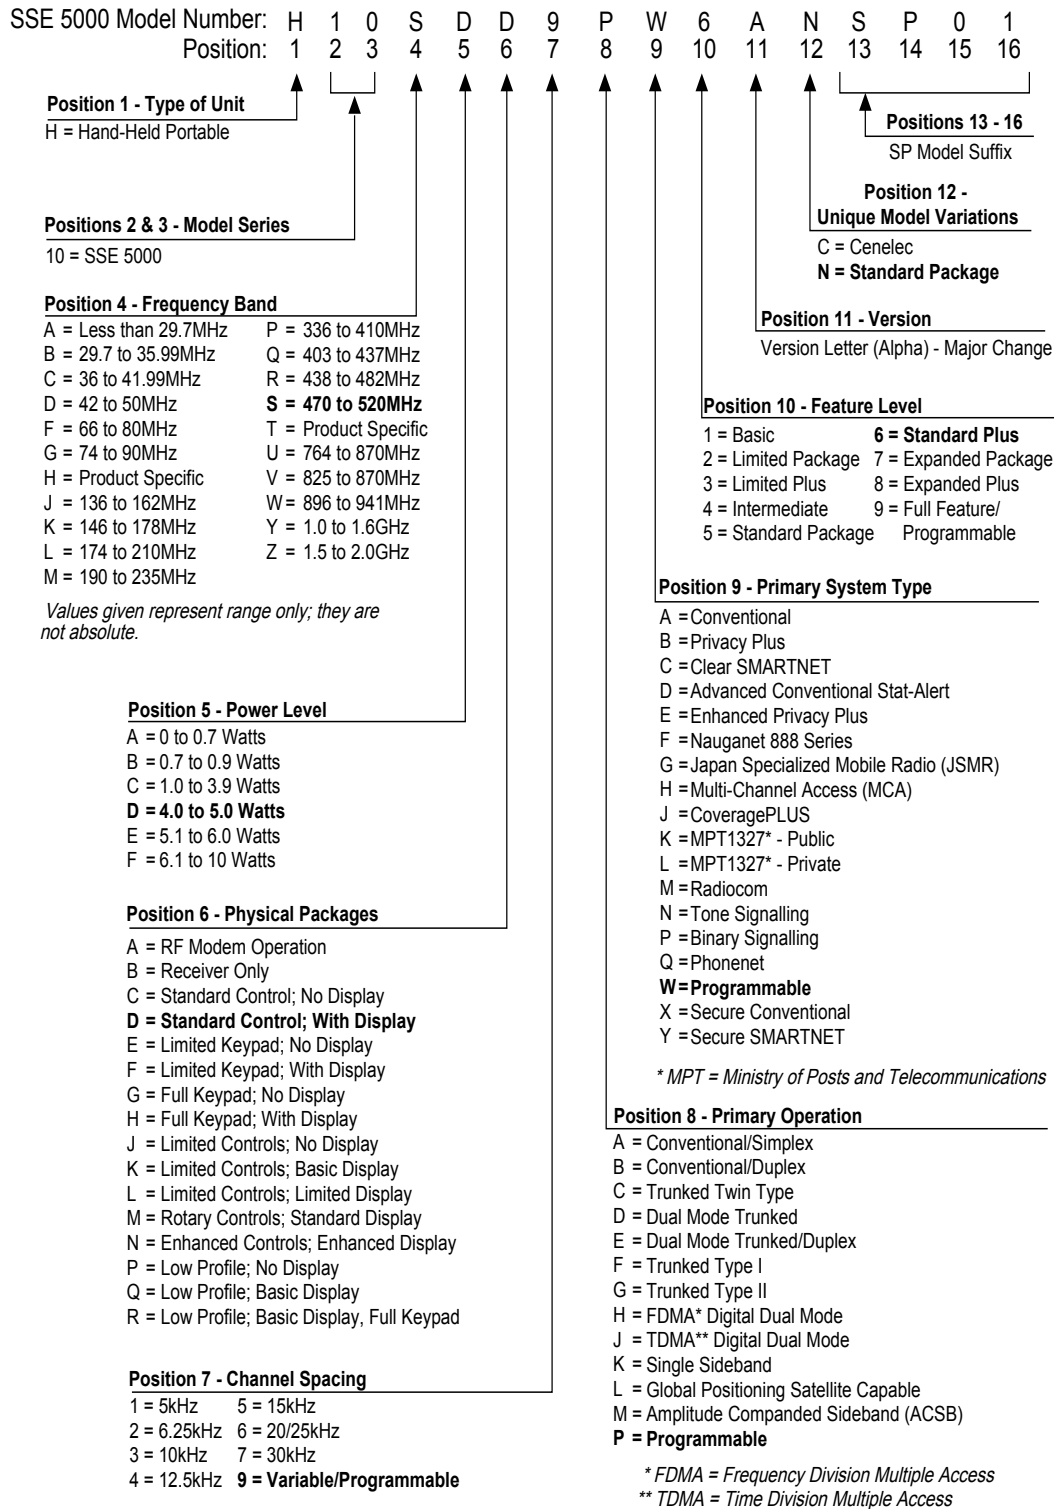 SSE 5000 Model Number: H 1 0 S D D 9 P W 6 A N S P 0 1
Position: 1 2 3 4 5 6 7 8 9 10 11 12 13 14 15 16
Position 1 - Type of Unit
H = Hand-Held Portable
Positions 13 - 16
SP Model Suffix
Position 12 -
Unique Model Variations
C = Cenelec
N = Standard Package
Positions 2 & 3 - Model Series
10 = SSE 5000
Position 11 - Version
Version Letter (Alpha) - Major Change
Position 4 - Frequency Band
A = Less than 29.7MHz
B = 29.7 to 35.99MHz
C = 36 to 41.99MHz
D = 42 to 50MHz
F = 66 to 80MHz
G = 74 to 90MHz
H = Product Specific
J = 136 to 162MHz
K = 146 to 178MHz
L = 174 to 210MHz
M = 190 to 235MHz
P = 336 to 410MHz
Q = 403 to 437MHz
R = 438 to 482MHz
S = 470 to 520MHz
T = Product Specific
U = 764 to 870MHz
V = 825 to 870MHz
W = 896 to 941MHz
Y = 1.0 to 1.6GHz
Z = 1.5 to 2.0GHz
Values given represent range only; they are
not absolute.
Position 10 - Feature Level
1 = Basic
2 = Limited Package
3 = Limited Plus
4 = Intermediate
5 = Standard Package
6 = Standard Plus
7 = Expanded Package
8 = Expanded Plus
9 = Full Feature/
Programmable
Position 9 - Primary System Type
A = Conventional
B = Privacy Plus
C = Clear SMARTNET
D = Advanced Conventional Stat-Alert
E = Enhanced Privacy Plus
F = Nauganet 888 Series
G = Japan Specialized Mobile Radio (JSMR)
H = Multi-Channel Access (MCA)
J = CoveragePLUS
K = MPT1327* - Public
L = MPT1327* - Private
M = Radiocom
N = Tone Signalling
P = Binary Signalling
Q = Phonenet
W = Programmable
X = Secure Conventional
Y = Secure SMARTNET
* MPT = Ministry of Posts and Telecommunications
Position 5 - Power Level
A = 0 to 0.7 Watts
B = 0.7 to 0.9 Watts
C = 1.0 to 3.9 Watts
D = 4.0 to 5.0 Watts
E = 5.1 to 6.0 Watts
F = 6.1 to 10 Watts
Position 6 - Physical Packages
A = RF Modem Operation
B = Receiver Only
C = Standard Control; No Display
D = Standard Control; With Display
E = Limited Keypad; No Display
F = Limited Keypad; With Display
G = Full Keypad; No Display
H = Full Keypad; With Display
J = Limited Controls; No Display
K = Limited Controls; Basic Display
L = Limited Controls; Limited Display
M = Rotary Controls; Standard Display
N = Enhanced Controls; Enhanced Display
P = Low Profile; No Display
Q = Low Profile; Basic Display
R = Low Profile; Basic Display, Full Keypad
Position 8 - Primary Operation
A = Conventional/Simplex
B = Conventional/Duplex
C = Trunked Twin Type
D = Dual Mode Trunked
E = Dual Mode Trunked/Duplex
F = Trunked Type I
G = Trunked Type II
H = FDMA* Digital Dual Mode
J = TDMA** Digital Dual Mode
K = Single Sideband
L = Global Positioning Satellite Capable
M = Amplitude Companded Sideband (ACSB)
P = Programmable
* FDMA = Frequency Division Multiple Access
** TDMA = Time Division Multiple Access
Position 7 - Channel Spacing
1 = 5kHz
2 = 6.25kHz
3 = 10kHz
4 = 12.5kHz
5 = 15kHz
6 = 20/25kHz
7 = 30kHz
9 = Variable/Programmable